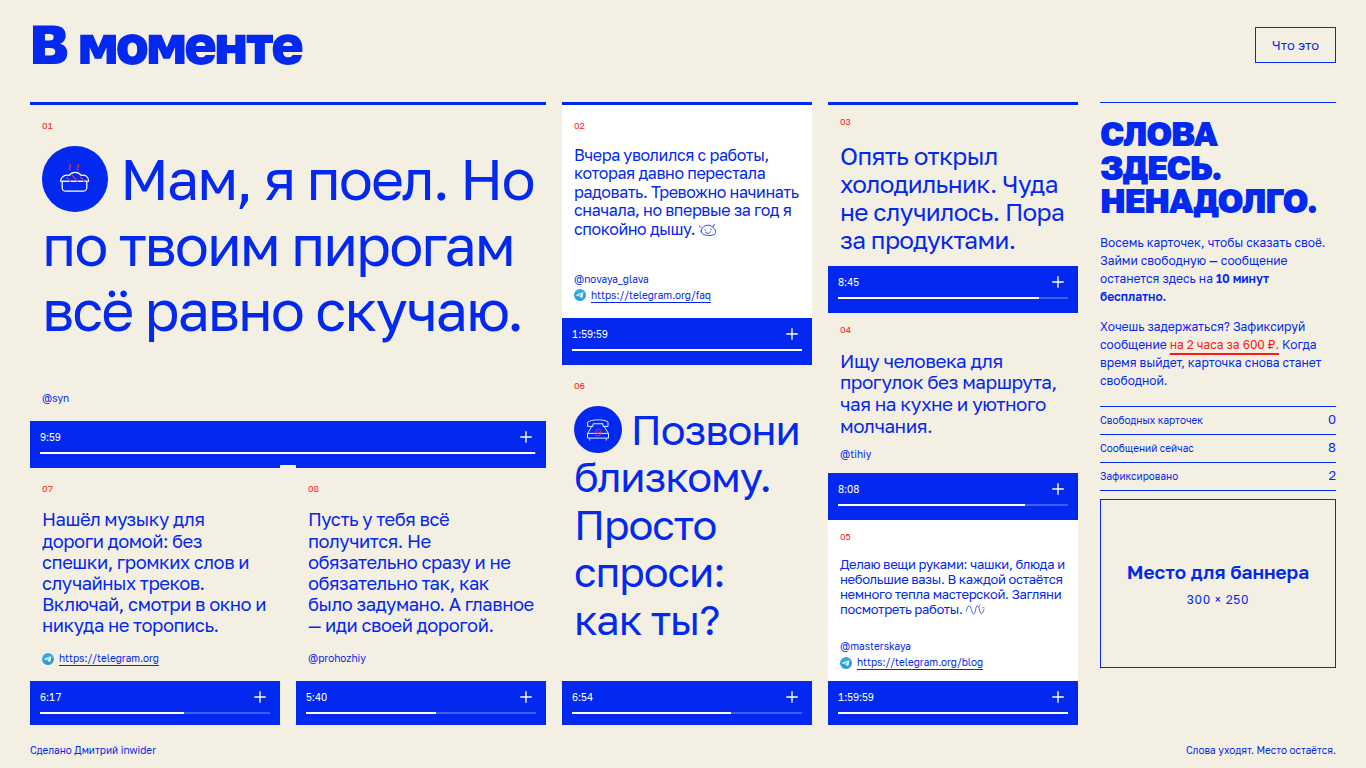 В моменте
Что это
01
Мам, я поел. Но
по твоим пирогам
всё равно скучаю.
@syn
9:59
02
Вчера уволился с работы,
которая давно перестала
радовать. Тревожно начинать
сначала, но впервые за год я
спокойно дышу.
@novaya_glava
https://telegram.org/faq
1:59:59
03
Опять открыл
холодильник. Чуда
не случилось. Пора
за продуктами.
8:45
04
Ищу человека для
прогулок без маршрута,
чая на кухне и уютного
молчания.
@tihiy
8:08
05
Делаю вещи руками: чашки, блюда и
небольшие вазы. В каждой остаётся
немного тепла мастерской. Загляни
посмотреть работы.
@masterskaya
https://telegram.org/blog
1:59:59
06
Позвони
близкому.
Просто
спроси:
как ты?
6:54
07
Нашёл музыку для
дороги домой: без
спешки, громких слов и
случайных треков.
Включай, смотри в окно и
никуда не торопись.
https://telegram.org
6:17
08
Пусть у тебя всё
получится. Не
обязательно сразу и не
обязательно так, как
было задумано. А главное
— иди своей дорогой.
@prohozhiy
5:40
СЛОВА
ЗДЕСЬ.
НЕНАДОЛГО.
Восемь карточек, чтобы сказать своё.
Займи свободную — сообщение
останется здесь на 10 минут
бесплатно.
Хочешь задержаться? Зафиксируй
сообщение на 2 часа за 600 ₽. Когда
время выйдет, карточка снова станет
свободной.
Свободных карточек 0
Сообщений сейчас 8
Зафиксировано 2
Место для баннера
300 × 250
Сделано Дмитрий inwider
Слова уходят. Место остаётся.